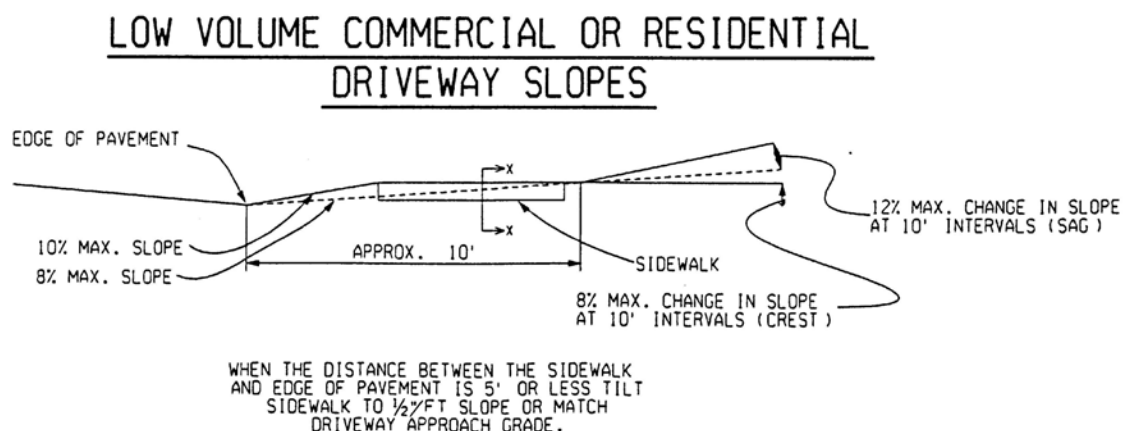 LOW VOLUME COMMERCIAL OR RESIDENTIAL
DRIVEWAY SLOPES
EDGE OF PAVEMENT
X
X
10% MAX. SLOPE
8% MAX. SLOPE
APPROX. 10'
SIDEWALK
12% MAX. CHANGE IN SLOPE
AT 10' INTERVALS (SAG)
8% MAX. CHANGE IN SLOPE
AT 10' INTERVALS (CREST)
WHEN THE DISTANCE BETWEEN THE SIDEWALK
AND EDGE OF PAVEMENT IS 5' OR LESS TILT
SIDEWALK TO ½"/FT SLOPE OR MATCH
DRIVEWAY APPROACH GRADE.